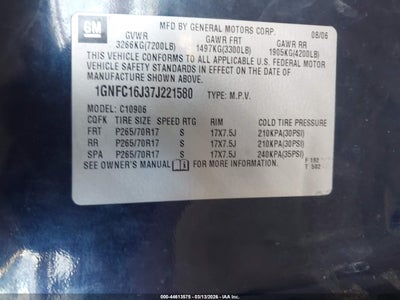 GM
MFD BY GENERAL MOTORS CORP. 08/06
GVWR GAWR FRT GAWR RR
3266KG(7200LB) 1497KG(3300LB) 1905KG(4200LB)
THIS VEHICLE CONFORMS TO ALL APPLICABLE U.S. FEDERAL MOTOR
VEHICLE SAFETY STANDARDS IN EFFECT ON THE DATE OF
MANUFACTURE SHOWN ABOVE.
1GNFC16J37J221580 TYPE: M.P.V.
MODEL: C10906
CQFK TIRE SIZE SPEED RTG RIM COLD TIRE PRESSURE
FRT P265/70R17 S 17X7.5J 210KPA(30PSI)
RR P265/70R17 S 17X7.5J 210KPA(30PSI)
SPA P265/70R17 S 17X7.5J 240KPA(35PSI)
SEE OWNER'S MANUAL FOR MORE INFORMATION.
F 592
T 502
000-44613575 - 03/13/2026 - IAA Inc.